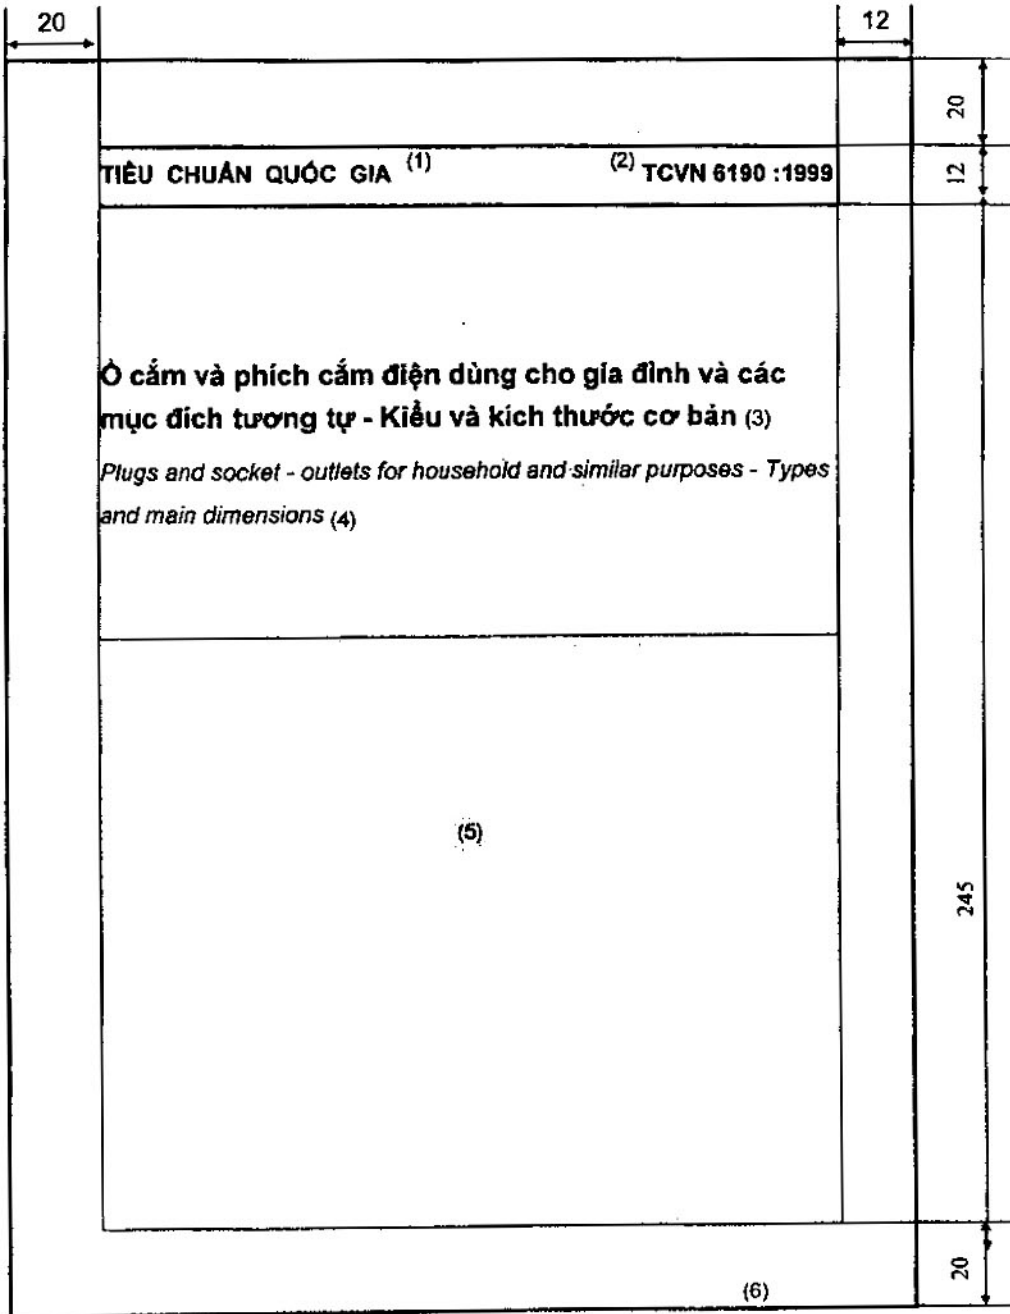 20
12
20
TIÊU CHUẨN QUỐC GIA (1)
(2) TCVN 6190 :1999
12
Ổ cắm và phích cắm điện dùng cho gia đình và các
mục đích tương tự - Kiểu và kích thước cơ bản (3)
Plugs and socket - outlets for household and similar purposes - Types
and main dimensions (4)
(5)
245
20
(6)